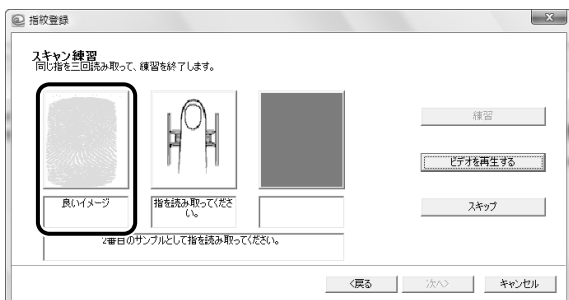 指紋登録
スキャン練習
同じ指を三回読み取って、練習を終了します。
練習
ビデオを再生する
良いイメージ
指を読み取ってくださ
い。
スキップ
2番目のサンプルとして指を読み取ってください。
<戻る
次へ>
キャンセル